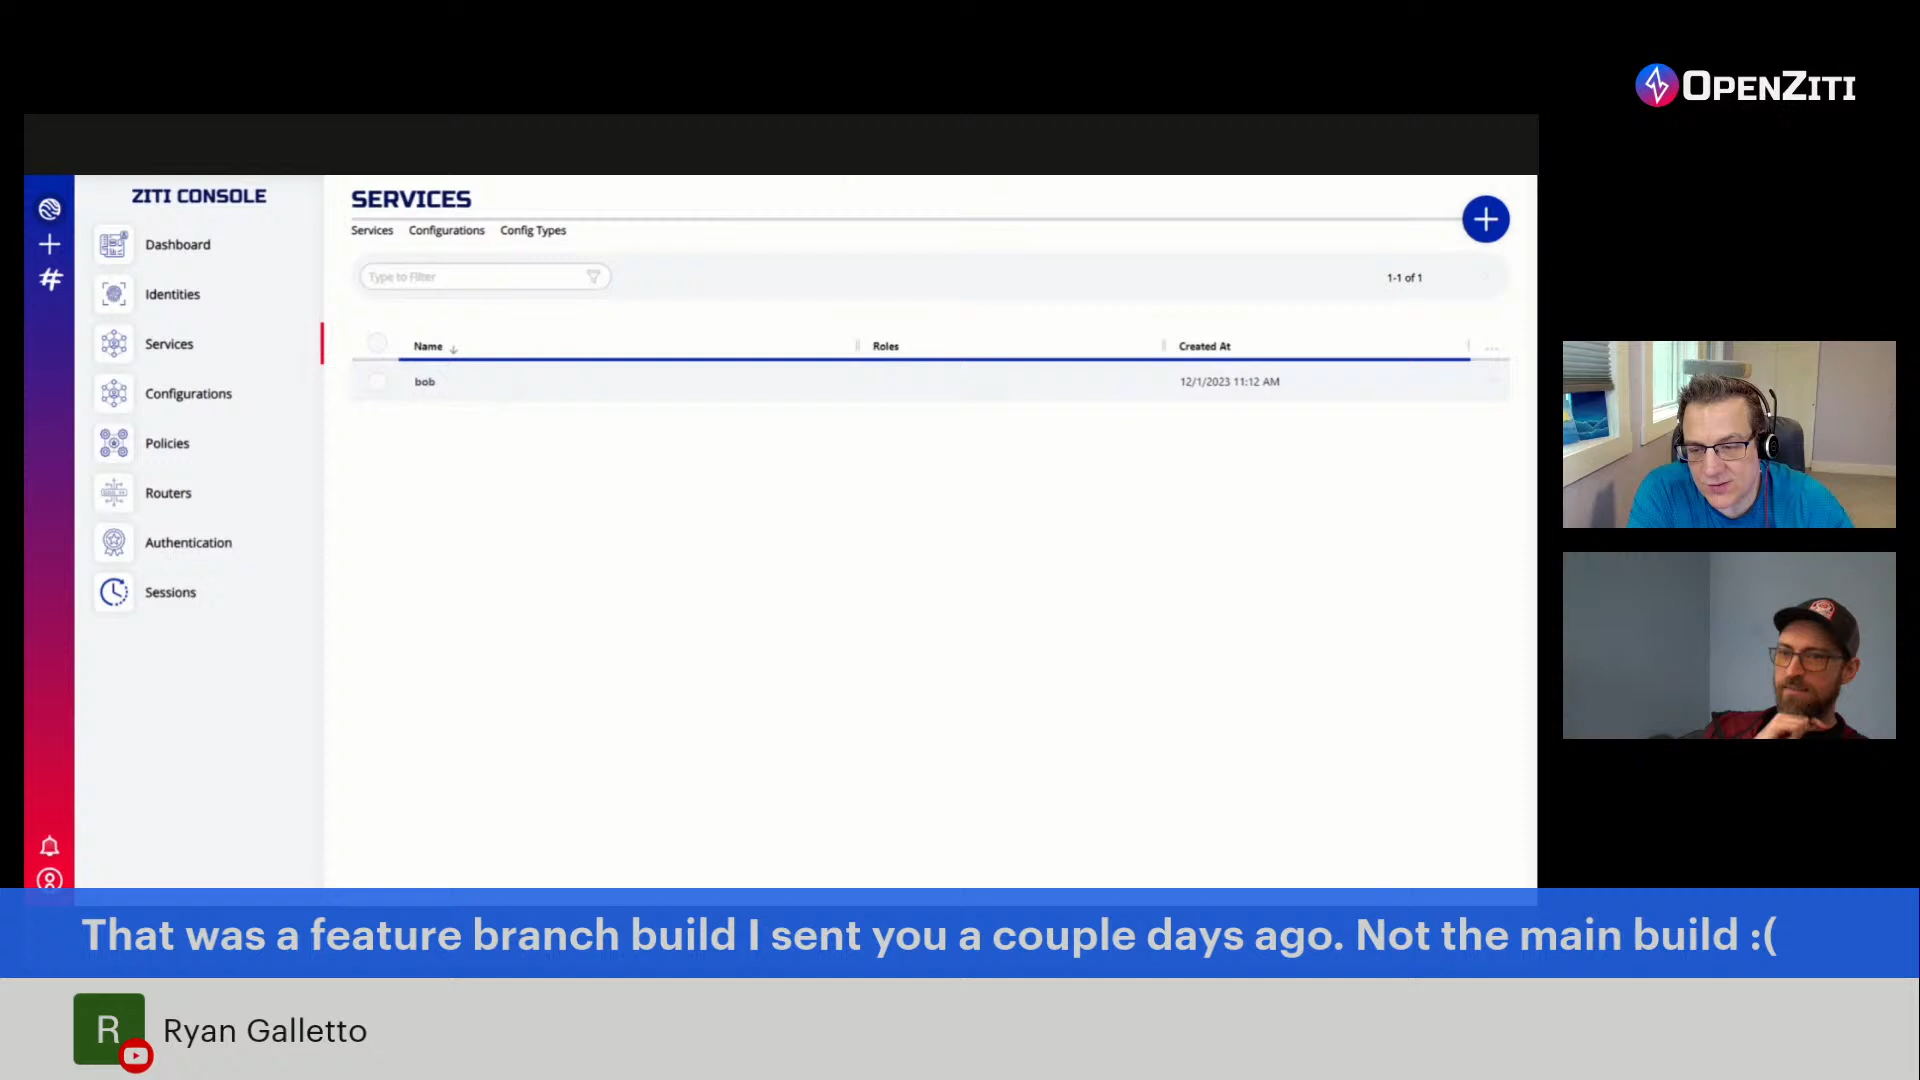 OPENZITI
ZITI CONSOLE
Dashboard
Identities
Services
Configurations
Policies
Routers
Authentication
Sessions
SERVICES
Services Configurations Config Types
Type to Filter
1-1 of 1
Name Roles Created At
bob 12/1/2023 11:12 AM
That was a feature branch build I sent you a couple days ago. Not the main build :(
R
Ryan Galletto